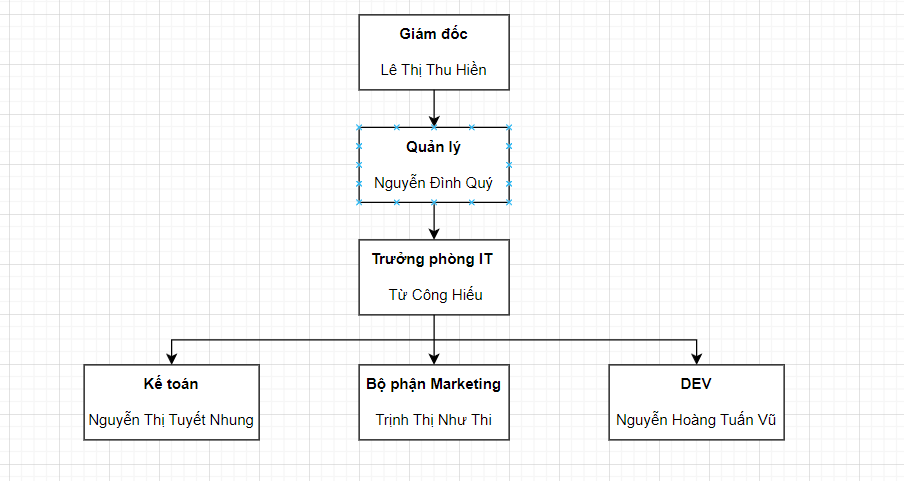 Giám đốc
Lê Thị Thu Hiền
Quản lý
Nguyễn Đình Quý
Trưởng phòng IT
Từ Công Hiếu
Kế toán
Nguyễn Thị Tuyết Nhung
Bộ phận Marketing
Trịnh Thị Như Thi
DEV
Nguyễn Hoàng Tuấn Vũ